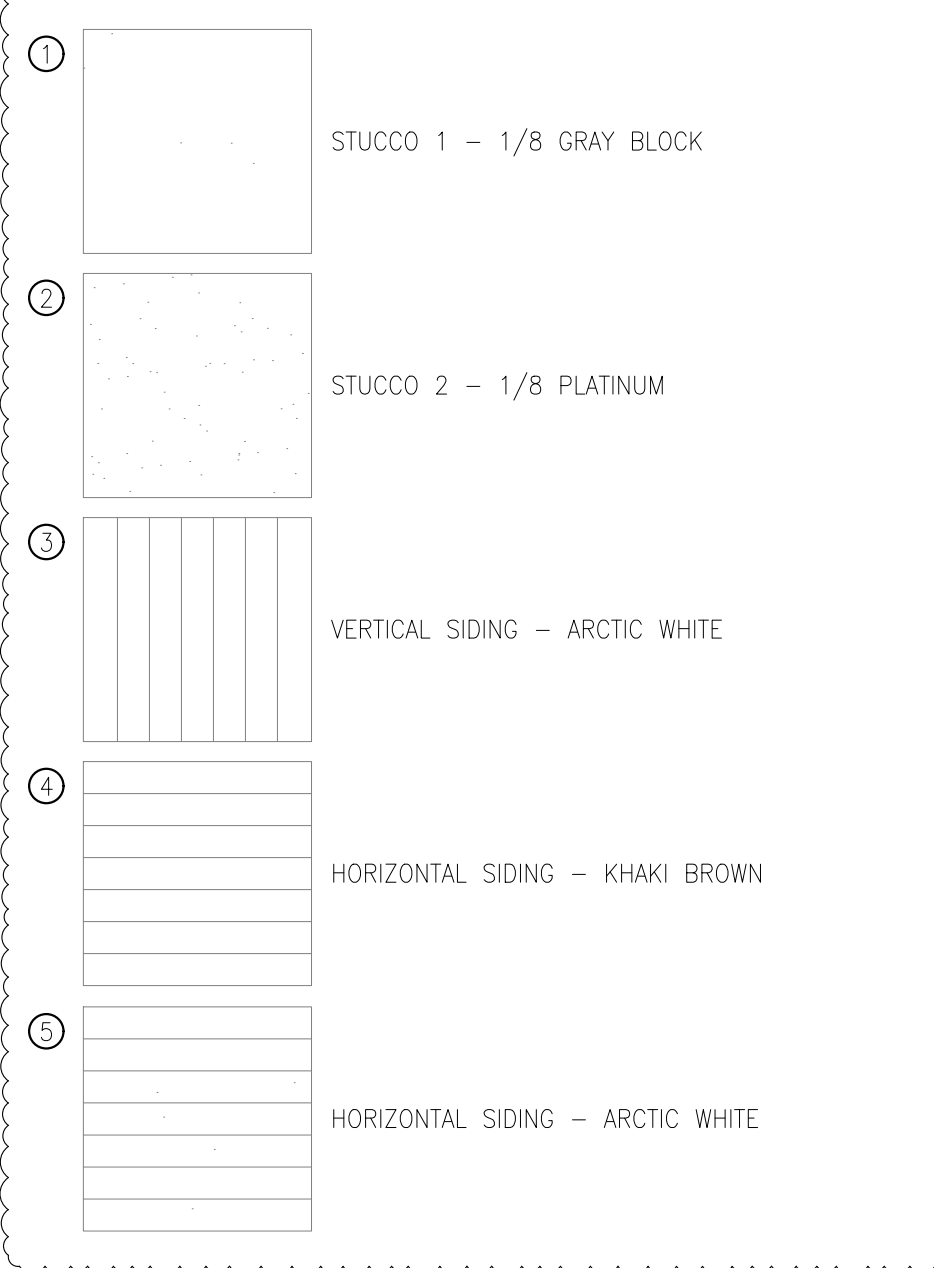 1
STUCCO 1 – 1/8 GRAY BLOCK
2
STUCCO 2 – 1/8 PLATINUM
3
VERTICAL SIDING – ARCTIC WHITE
4
HORIZONTAL SIDING – KHAKI BROWN
5
HORIZONTAL SIDING – ARCTIC WHITE